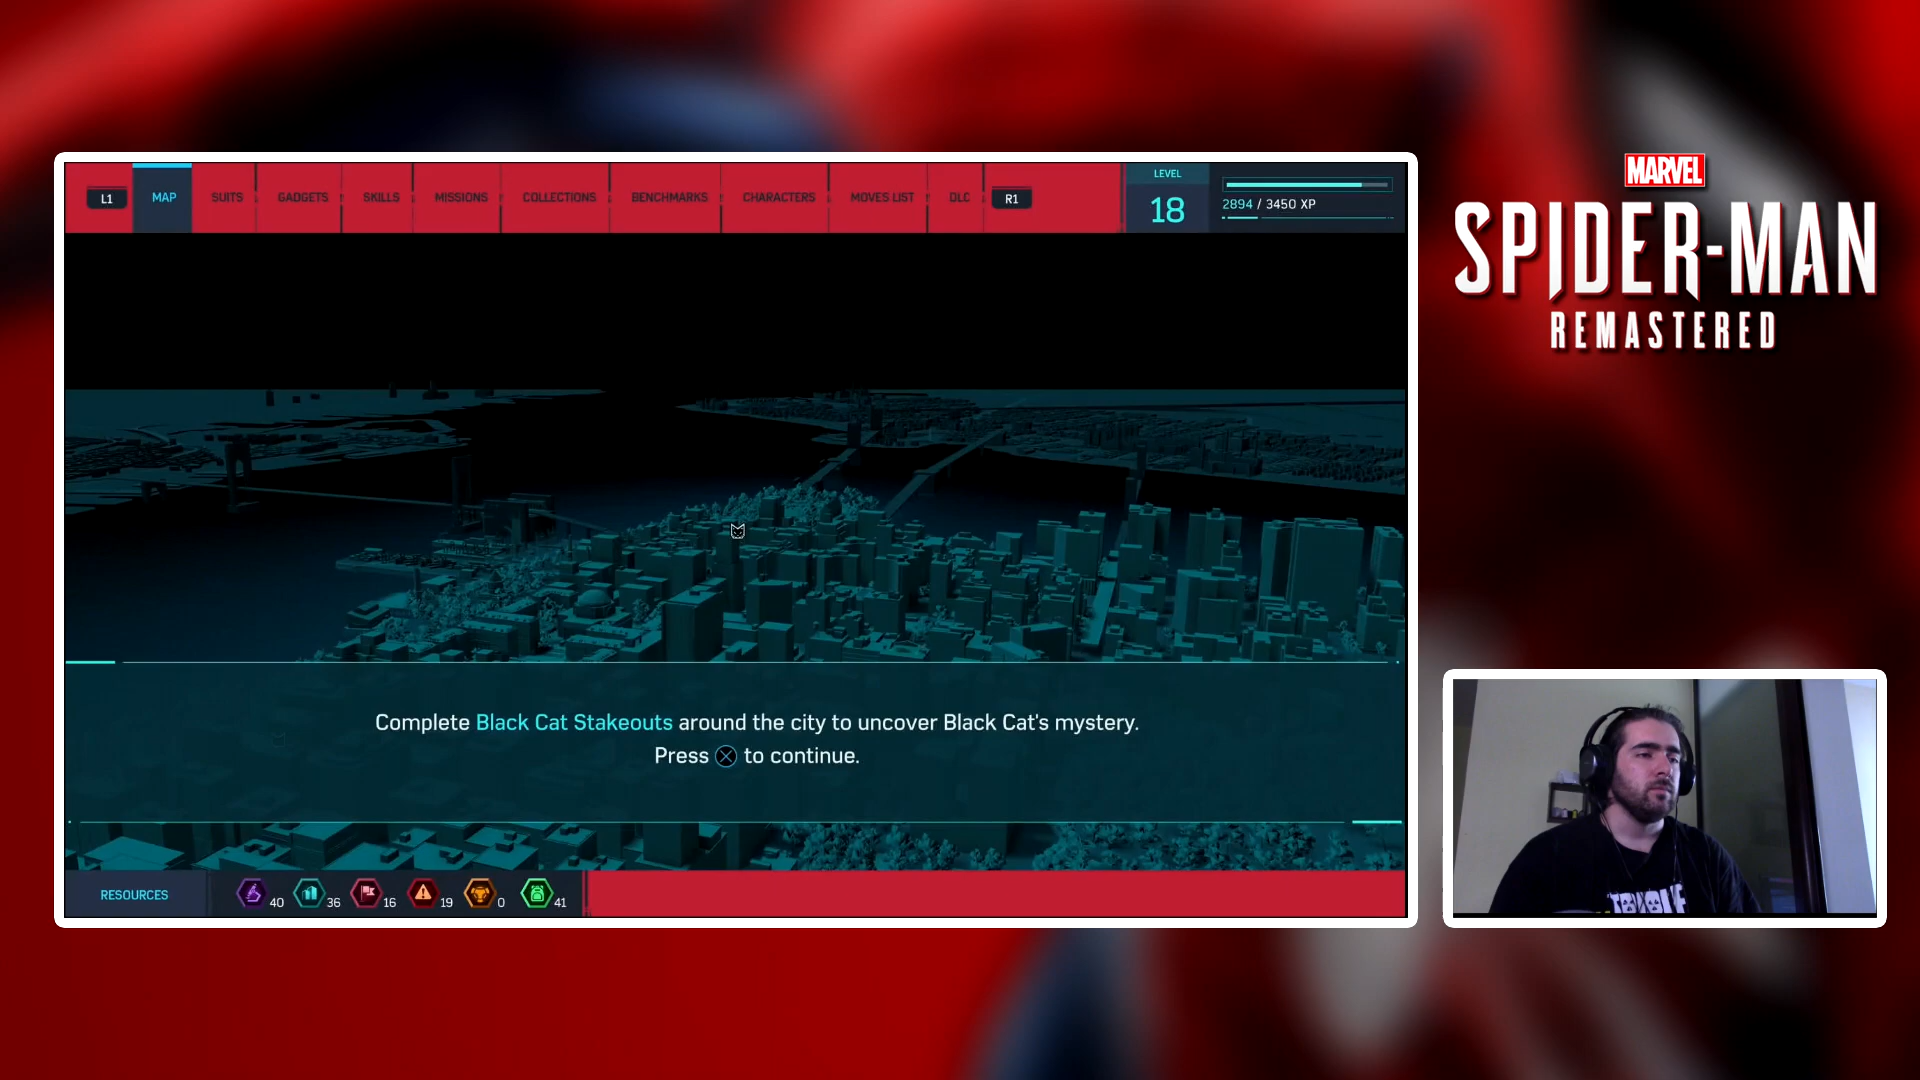 L1
MAP
SUITS
GADGETS
SKILLS
MISSIONS
COLLECTIONS
BENCHMARKS
CHARACTERS
MOVES LIST
DLC
R1
LEVEL
18
2894 / 3450 XP
MARVEL
SPIDER-MAN
REMASTERED
Complete Black Cat Stakeouts around the city to uncover Black Cat's mystery.
Press to continue.
RESOURCES
40
36
16
19
0
41